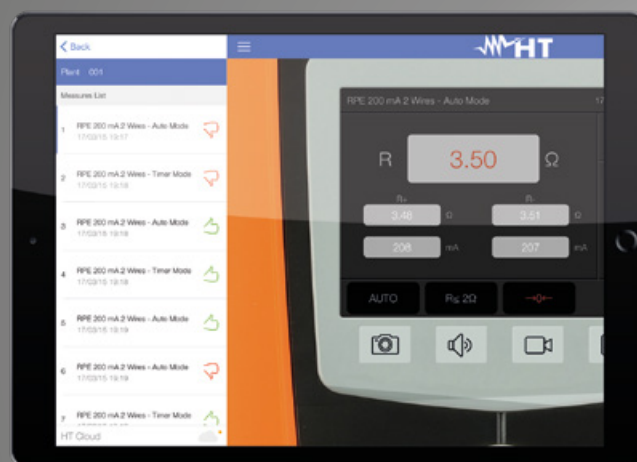 Back
HT
Plant 001
Measures List
1 RPE 200 mA 2 Wires - Auto Mode
17/03/15 19:17
2 RPE 200 mA 2 Wires - Timer Mode
17/03/15 19:18
3 RPE 200 mA 2 Wires - Auto Mode
17/03/15 19:18
4 RPE 200 mA 2 Wires - Timer Mode
17/03/15 19:18
5 RPE 200 mA 2 Wires - Auto Mode
17/03/15 19:19
6 RPE 200 mA 2 Wires - Auto Mode
17/03/15 19:19
7 RPE 200 mA 2 Wires - Timer Mode
HT Cloud
RPE 200 mA 2 Wires - Auto Mode 17
R 3.50 Ω
R+ R-
3.48 Ω 3.51 Ω
208 mA 207 mA
AUTO R≤ 2Ω →0←